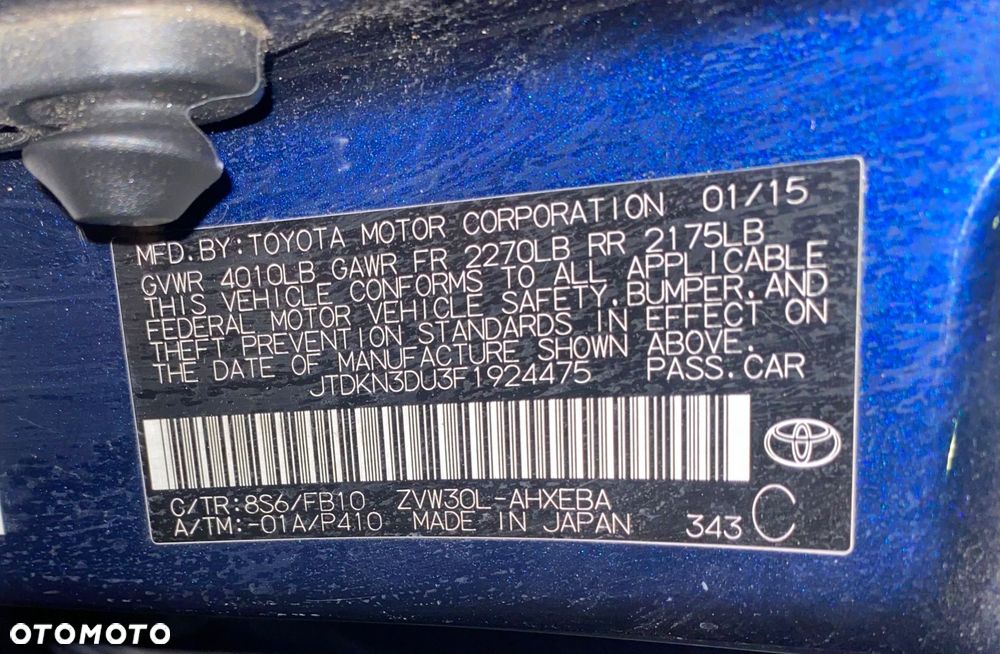 MFD.BY:TOYOTA MOTOR CORPORATION 01/15
GVWR 4010LB GAWR FR 2270LB RR 2175LB
THIS VEHICLE CONFORMS TO ALL APPLICABLE
FEDERAL MOTOR VEHICLE SAFETY,BUMPER,AND
THEFT PREVENTION STANDARDS IN EFFECT ON
THE DATE OF MANUFACTURE SHOWN ABOVE.
JTDKN3DU3F1924475 PASS.CAR
C/TR:8S6/FB10 ZVW30L-AHXEBA
A/TM:-01A/P410 MADE IN JAPAN 343 C
OTOMOTO